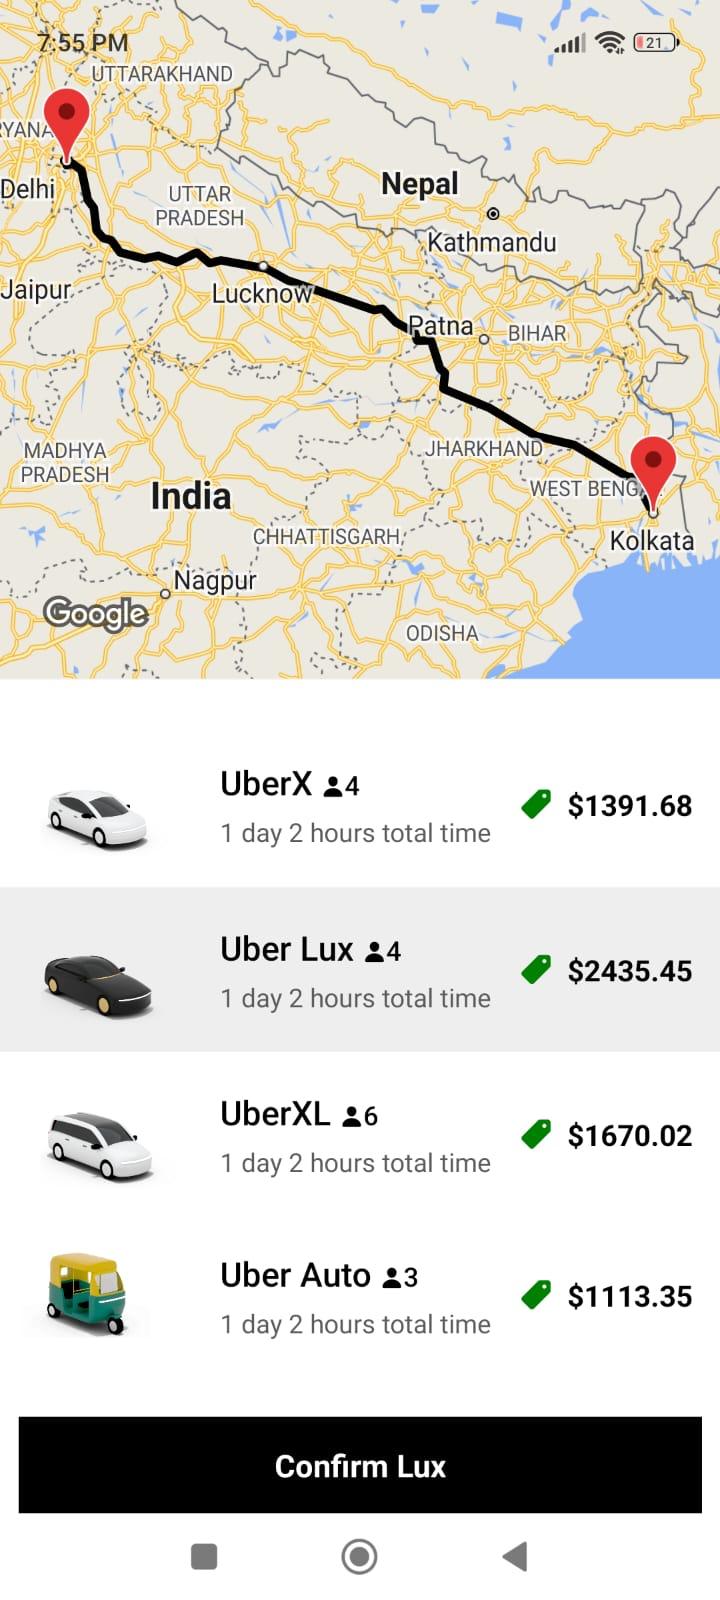 7:55 PM
21
UTTARAKHAND
RYANA
Delhi
Nepal
UTTAR
PRADESH
Kathmandu
Jaipur
Lucknow
Patna
BIHAR
MADHYA
PRADESH
JHARKHAND
India
WEST BENGA
CHHATTISGARH
Kolkata
Nagpur
Google
ODISHA
UberX 4
1 day 2 hours total time
$1391.68
Uber Lux 4
1 day 2 hours total time
$2435.45
UberXL 6
1 day 2 hours total time
$1670.02
Uber Auto 3
1 day 2 hours total time
$1113.35
Confirm Lux